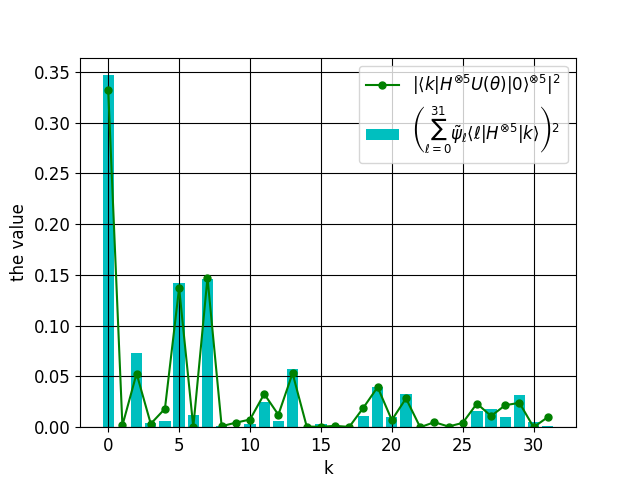 |⟨k|H^{⊗5}U(θ)|0⟩^{⊗5}|^2
(∑_{ℓ=0}^{31} ψ̃_ℓ⟨ℓ|H^{⊗5}|k⟩)^2
0.35
0.30
0.25
0.20
0.15
0.10
0.05
0.00
the value
0 5 10 15 20 25 30
k